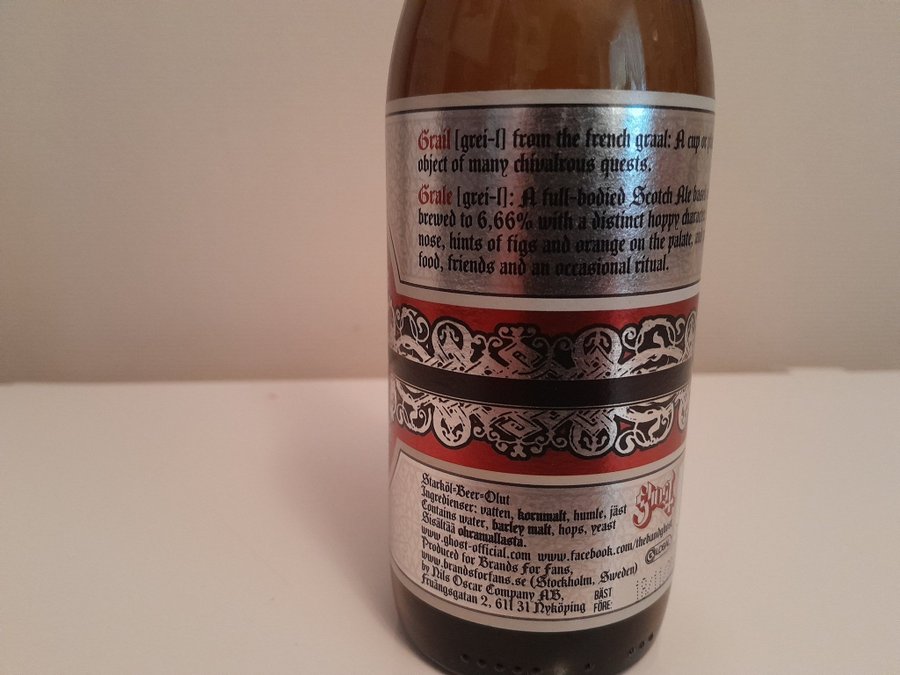 Grail [grei-l] from the french graal: A cup or
object of many chivalrous quests.
Grale [grei-l]: A full-bodied Scotch Ale
brewed to 6,66% with a distinct hoppy
nose, hints of figs and orange on the palate,
food, friends and an occasional ritual.
Starköl-Beer-Olut
Ingredienser: vatten, kornmalt, humle, jäst
Contains water, barley malt, hops, yeast
Sisältää ohramallasta.
www.ghost-official.com www.facebook.com/thebandghost
Produced for Brands For Fans,
www.brandsforfans.se (Stockholm, Sweden)
by Nils Oscar Company AB,
Fruängsgatan 2, 611 31 Nyköping
Ghost
BÄST
FÖRE: